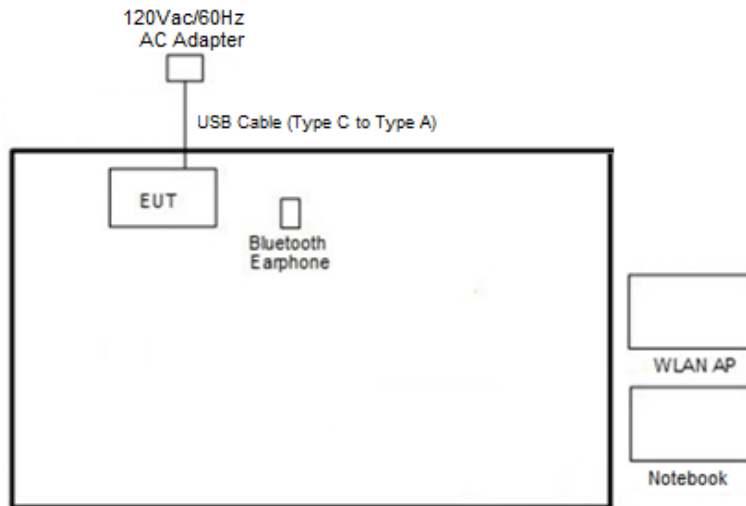 120Vac/60Hz
AC Adapter
USB Cable (Type C to Type A)
EUT
Bluetooth
Earphone
WLAN AP
Notebook